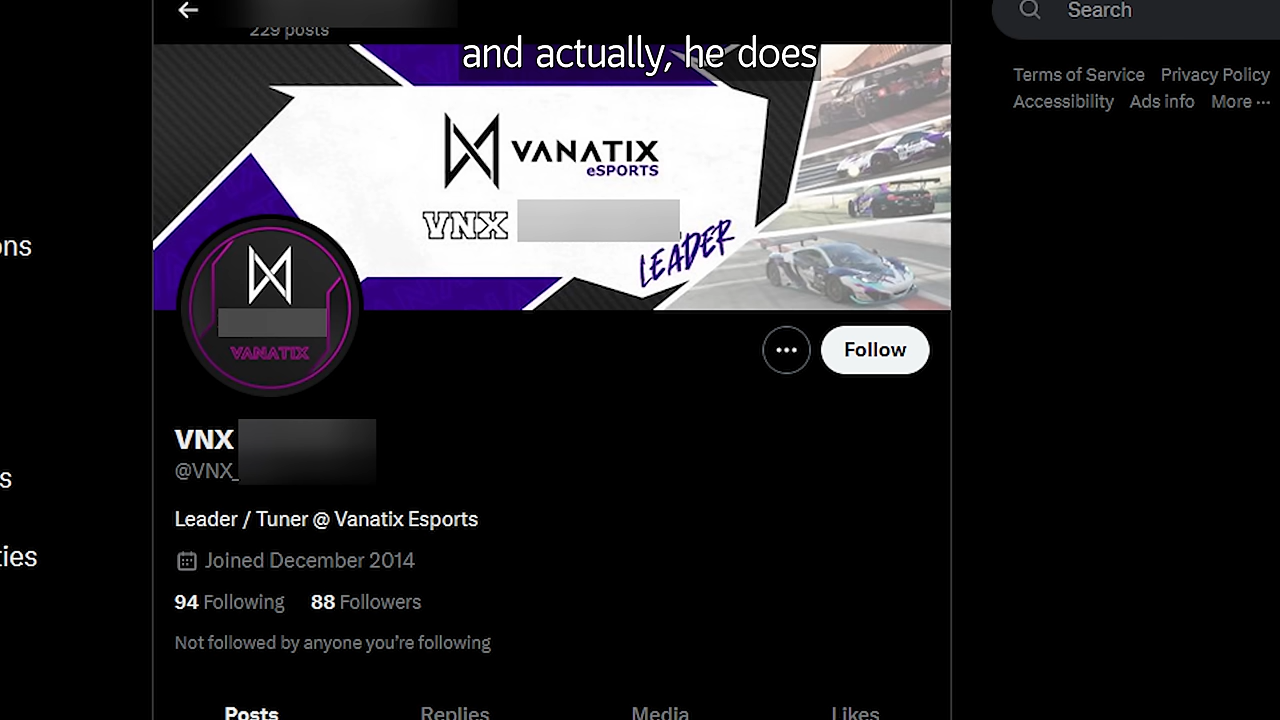 229 posts
and actually, he does
Search
Terms of Service Privacy Policy
Accessibility Ads info More ···
VANATIX
eSPORTS
VNX
LEADER
VANATIX
ons
Follow
VNX
@VNX_
s
Leader / Tuner @ Vanatix Esports
ties
Joined December 2014
94 Following 88 Followers
Not followed by anyone you’re following
Posts Replies Media Likes